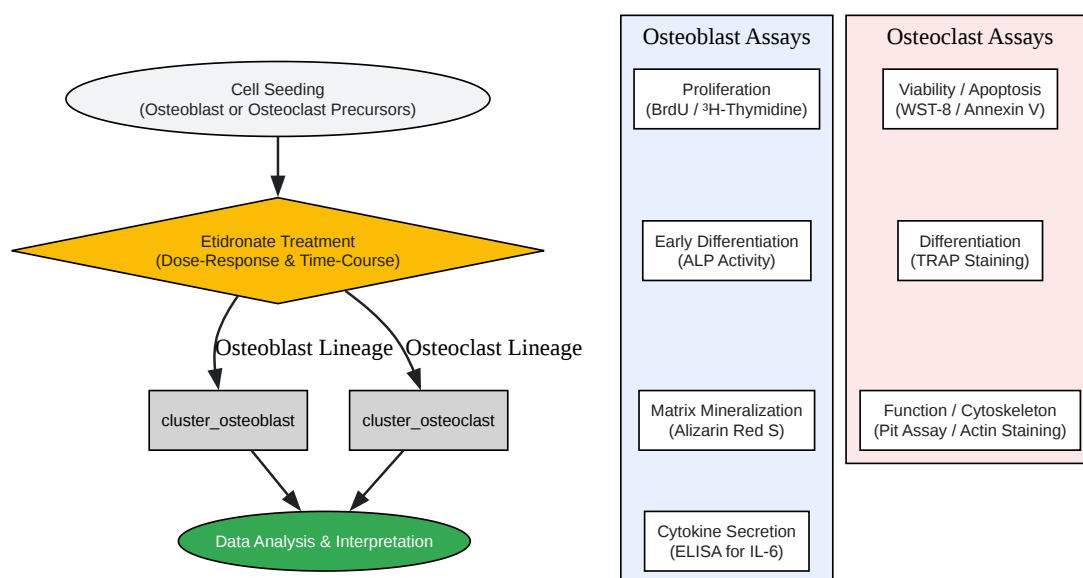 Cell Seeding
(Osteoblast or Osteoclast Precursors)
Etidronate Treatment
(Dose-Response & Time-Course)
Osteoblast Lineage
Osteoclast Lineage
cluster_osteoblast
cluster_osteoclast
Data Analysis & Interpretation
Osteoblast Assays
Proliferation
(BrdU / ³H-Thymidine)
Early Differentiation
(ALP Activity)
Matrix Mineralization
(Alizarin Red S)
Cytokine Secretion
(ELISA for IL-6)
Osteoclast Assays
Viability / Apoptosis
(WST-8 / Annexin V)
Differentiation
(TRAP Staining)
Function / Cytoskeleton
(Pit Assay / Actin Staining)